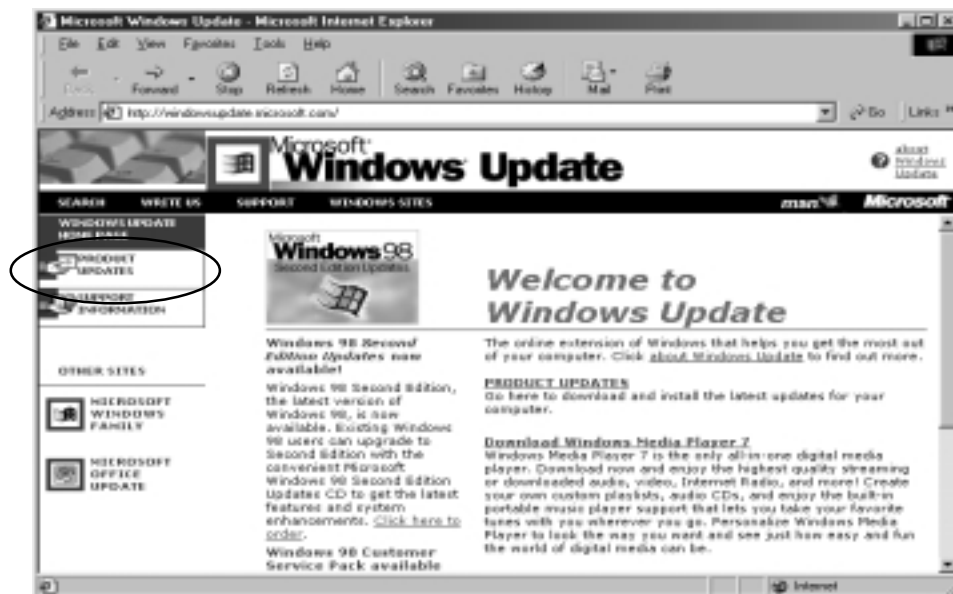 Microsoft Windows Update - Microsoft Internet Explorer
File Edit View Favorites Tools Help
Back Forward Stop Refresh Home Search Favorites History Mail Print
Address http://windowsupdate.microsoft.com/ Go Links
Microsoft
Windows Update
about
Windows
Update
SEARCH WRITE US SUPPORT WINDOWS SITES msn Microsoft
WINDOWS UPDATE
HOME PAGE
PRODUCT
UPDATES
SUPPORT
INFORMATION
OTHER SITES
MICROSOFT
WINDOWS
FAMILY
MICROSOFT
OFFICE
UPDATE
Microsoft
Windows 98
Second Edition Updates
Windows 98 Second
Edition Updates now
available!
Windows 98 Second Edition,
the latest version of
Windows 98, is now
available. Existing Windows
98 users can upgrade to
Second Edition with the
convenient Microsoft
Windows 98 Second Edition
Updates CD to get the latest
features and system
enhancements. Click here to
order.
Windows 98 Customer
Service Pack available
Welcome to
Windows Update
The online extension of Windows that helps you get the most out
of your computer. Click about Windows Update to find out more.
PRODUCT UPDATES
Go here to download and install the latest updates for your
computer.
Download Windows Media Player 7
Windows Media Player 7 is the only all-in-one digital media
player. Download now and enjoy the highest quality streaming
or downloaded audio, video, Internet Radio, and more! Create
your own custom playlists, audio CDs, and enjoy the built-in
portable music player support that lets you take your favorite
tunes with you wherever you go. Personalize Windows Media
Player to look the way you want and see just how easy and fun
the world of digital media can be.
Internet